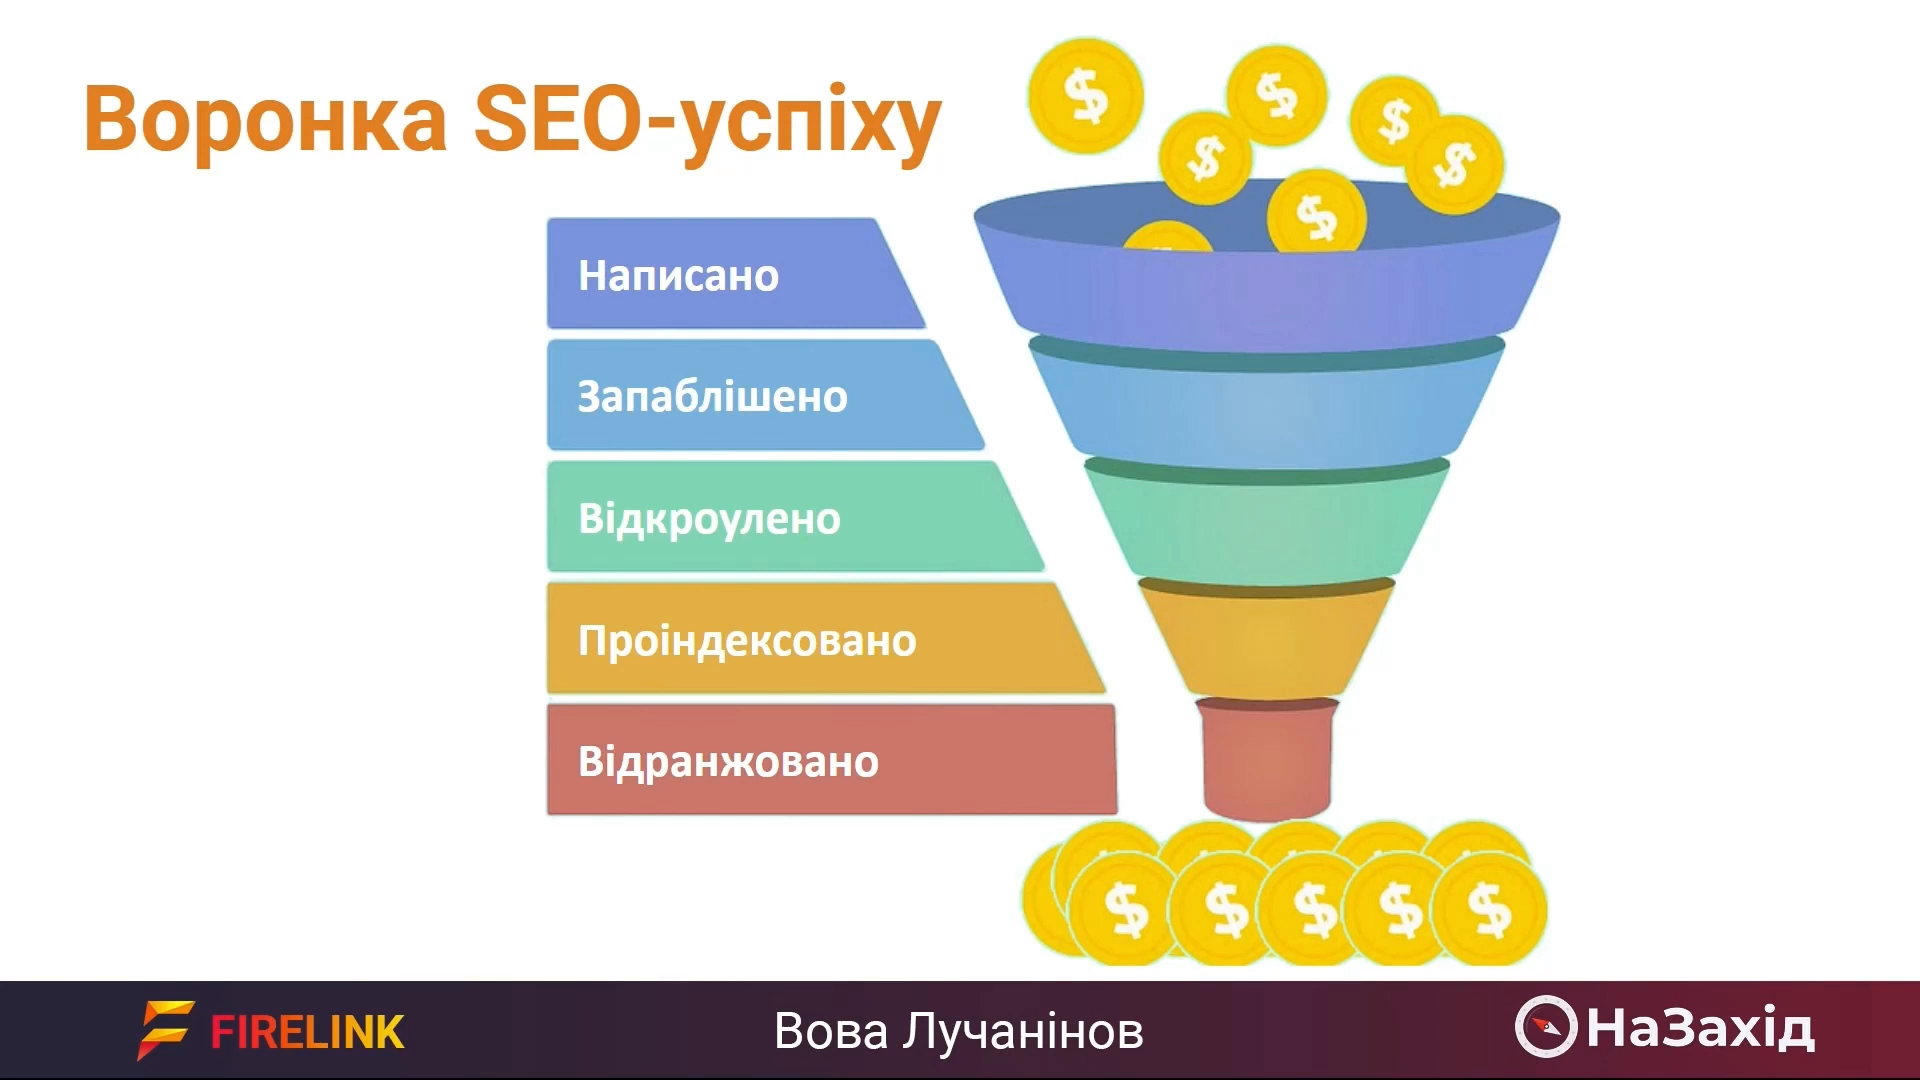 Воронка SEO-успіху
Написано
Запаблішено
Відкроулено
Проіндексовано
Відранжовано
FIRELINK
Вова Лучанінов
НаЗахід